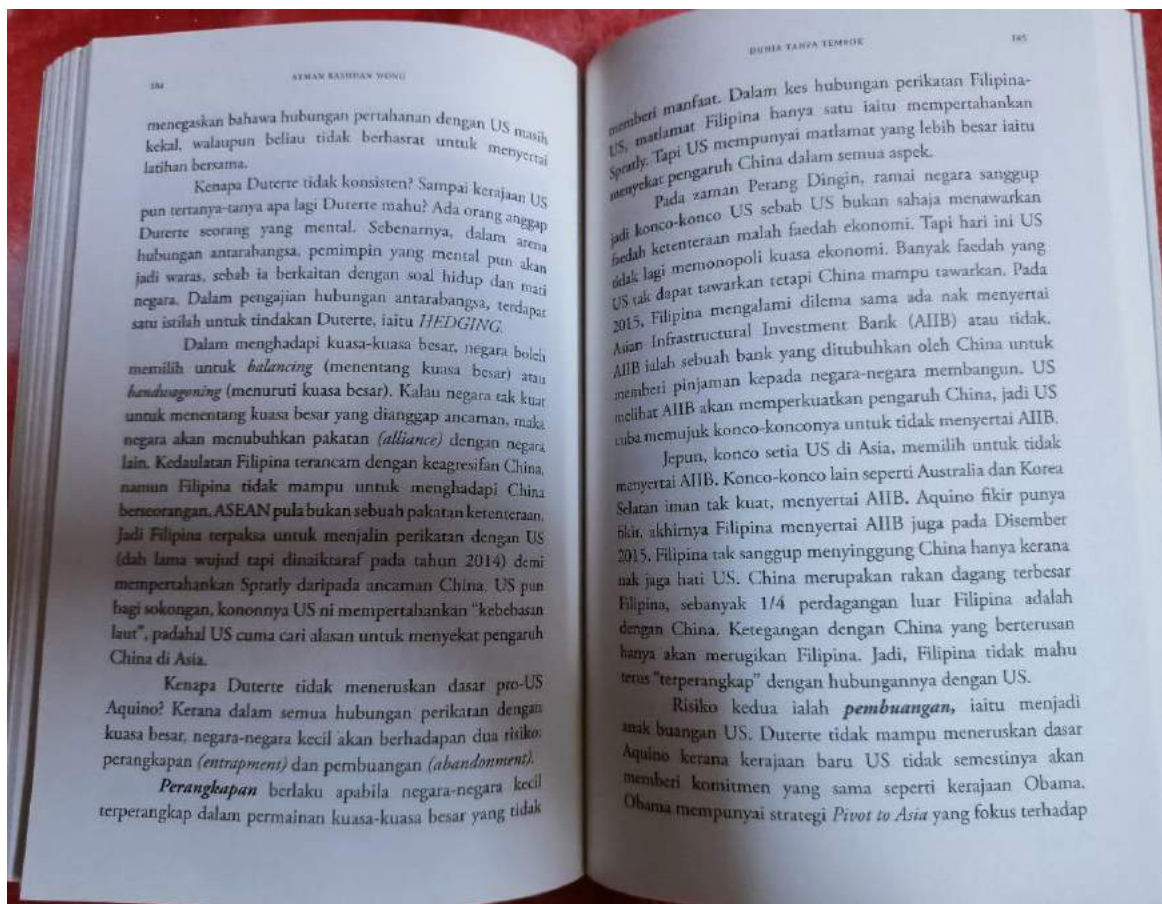 184
AYMAN RASHDAN WONG
menegaskan bahawa hubungan pertahanan dengan US masih
kekal, walaupun beliau tidak berhasrat untuk menyertai
latihan bersama.
Kenapa Duterte tidak konsisten? Sampai kerajaan US
pun tertanya-tanya apa lagi Duterte mahu? Ada orang anggap
Duterte seorang yang mental. Sebenarnya, dalam arena
hubungan antarabangsa, pemimpin yang mental pun akan
jadi waras, sebab ia berkaitan dengan soal hidup dan mati
negara. Dalam pengajian hubungan antarabangsa, terdapat
satu istilah untuk tindakan Duterte, iaitu HEDGING.
Dalam menghadapi kuasa-kuasa besar, negara boleh
memilih untuk balancing (menentang kuasa besar) atau
bandwagoning (menuruti kuasa besar). Kalau negara tak kuat
untuk menentang kuasa besar yang dianggap ancaman, maka
negara akan menubuhkan pakatan (alliance) dengan negara
lain. Kedaulatan Filipina terancam dengan keagresifan China,
namun Filipina tidak mampu untuk menghadapi China
berseorangan. ASEAN pula bukan sebuah pakatan ketenteraan.
Jadi Filipina terpaksa untuk menjalin perikatan dengan US
(dah lama wujud tapi dinaiktaraf pada tahun 2014) demi
mempertahankan Spratly daripada ancaman China. US pun
bagi sokongan, kononnya US ni mempertahankan “kebebasan
laut”, padahal US cuma cari alasan untuk menyekat pengaruh
China di Asia.
Kenapa Duterte tidak meneruskan dasar pro-US
Aquino? Kerana dalam semua hubungan perikatan dengan
kuasa besar, negara-negara kecil akan berhadapan dua risiko:
perangkapan (entrapment) dan pembuangan (abandonment).
Perangkapan berlaku apabila negara-negara kecil
terperangkap dalam permainan kuasa-kuasa besar yang tidak
DUNIA TANPA TEMBOK
185
memberi manfaat. Dalam kes hubungan perikatan Filipina-
US, matlamat Filipina hanya satu iaitu mempertahankan
Spratly. Tapi US mempunyai matlamat yang lebih besar iaitu
menyekat pengaruh China dalam semua aspek.
Pada zaman Perang Dingin, ramai negara sanggup
jadi konco-konco US sebab US bukan sahaja menawarkan
faedah ketenteraan malah faedah ekonomi. Tapi hari ini US
tidak lagi memonopoli kuasa ekonomi. Banyak faedah yang
US tak dapat tawarkan tetapi China mampu tawarkan. Pada
2015, Filipina mengalami dilema sama ada nak menyertai
Asian Infrastructural Investment Bank (AIIB) atau tidak.
AIIB ialah sebuah bank yang ditubuhkan oleh China untuk
memberi pinjaman kepada negara-negara membangun. US
melihat AIIB akan memperkuatkan pengaruh China, jadi US
cuba memujuk konco-konconya untuk tidak menyertai AIIB.
Jepun, konco setia US di Asia, memilih untuk tidak
menyertai AIIB. Konco-konco lain seperti Australia dan Korea
Selatan iman tak kuat, menyertai AIIB. Aquino fikir punya
fikir, akhirnya Filipina menyertai AIIB juga pada Disember
2015. Filipina tak sanggup menyinggung China hanya kerana
nak jaga hati US. China merupakan rakan dagang terbesar
Filipina, sebanyak 1/4 perdagangan luar Filipina adalah
dengan China. Ketegangan dengan China yang berterusan
hanya akan merugikan Filipina. Jadi, Filipina tidak mahu
terus “terperangkap” dengan hubungannya dengan US.
Risiko kedua ialah pembuangan, iaitu menjadi
anak buangan US. Duterte tidak mampu meneruskan dasar
Aquino kerana kerajaan baru US tidak semestinya akan
memberi komitmen yang sama seperti kerajaan Obama.
Obama mempunyai strategi Pivot to Asia yang fokus terhadap